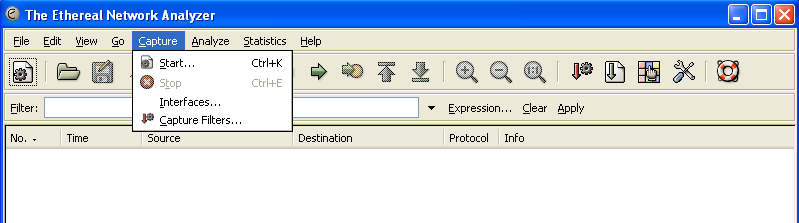 The Ethereal Network Analyzer
File Edit View Go Capture Analyze Statistics Help
Start... Ctrl+K
Stop Ctrl+E
Interfaces...
Capture Filters...
Filter: Expression... Clear Apply
No. Time Source Destination Protocol Info